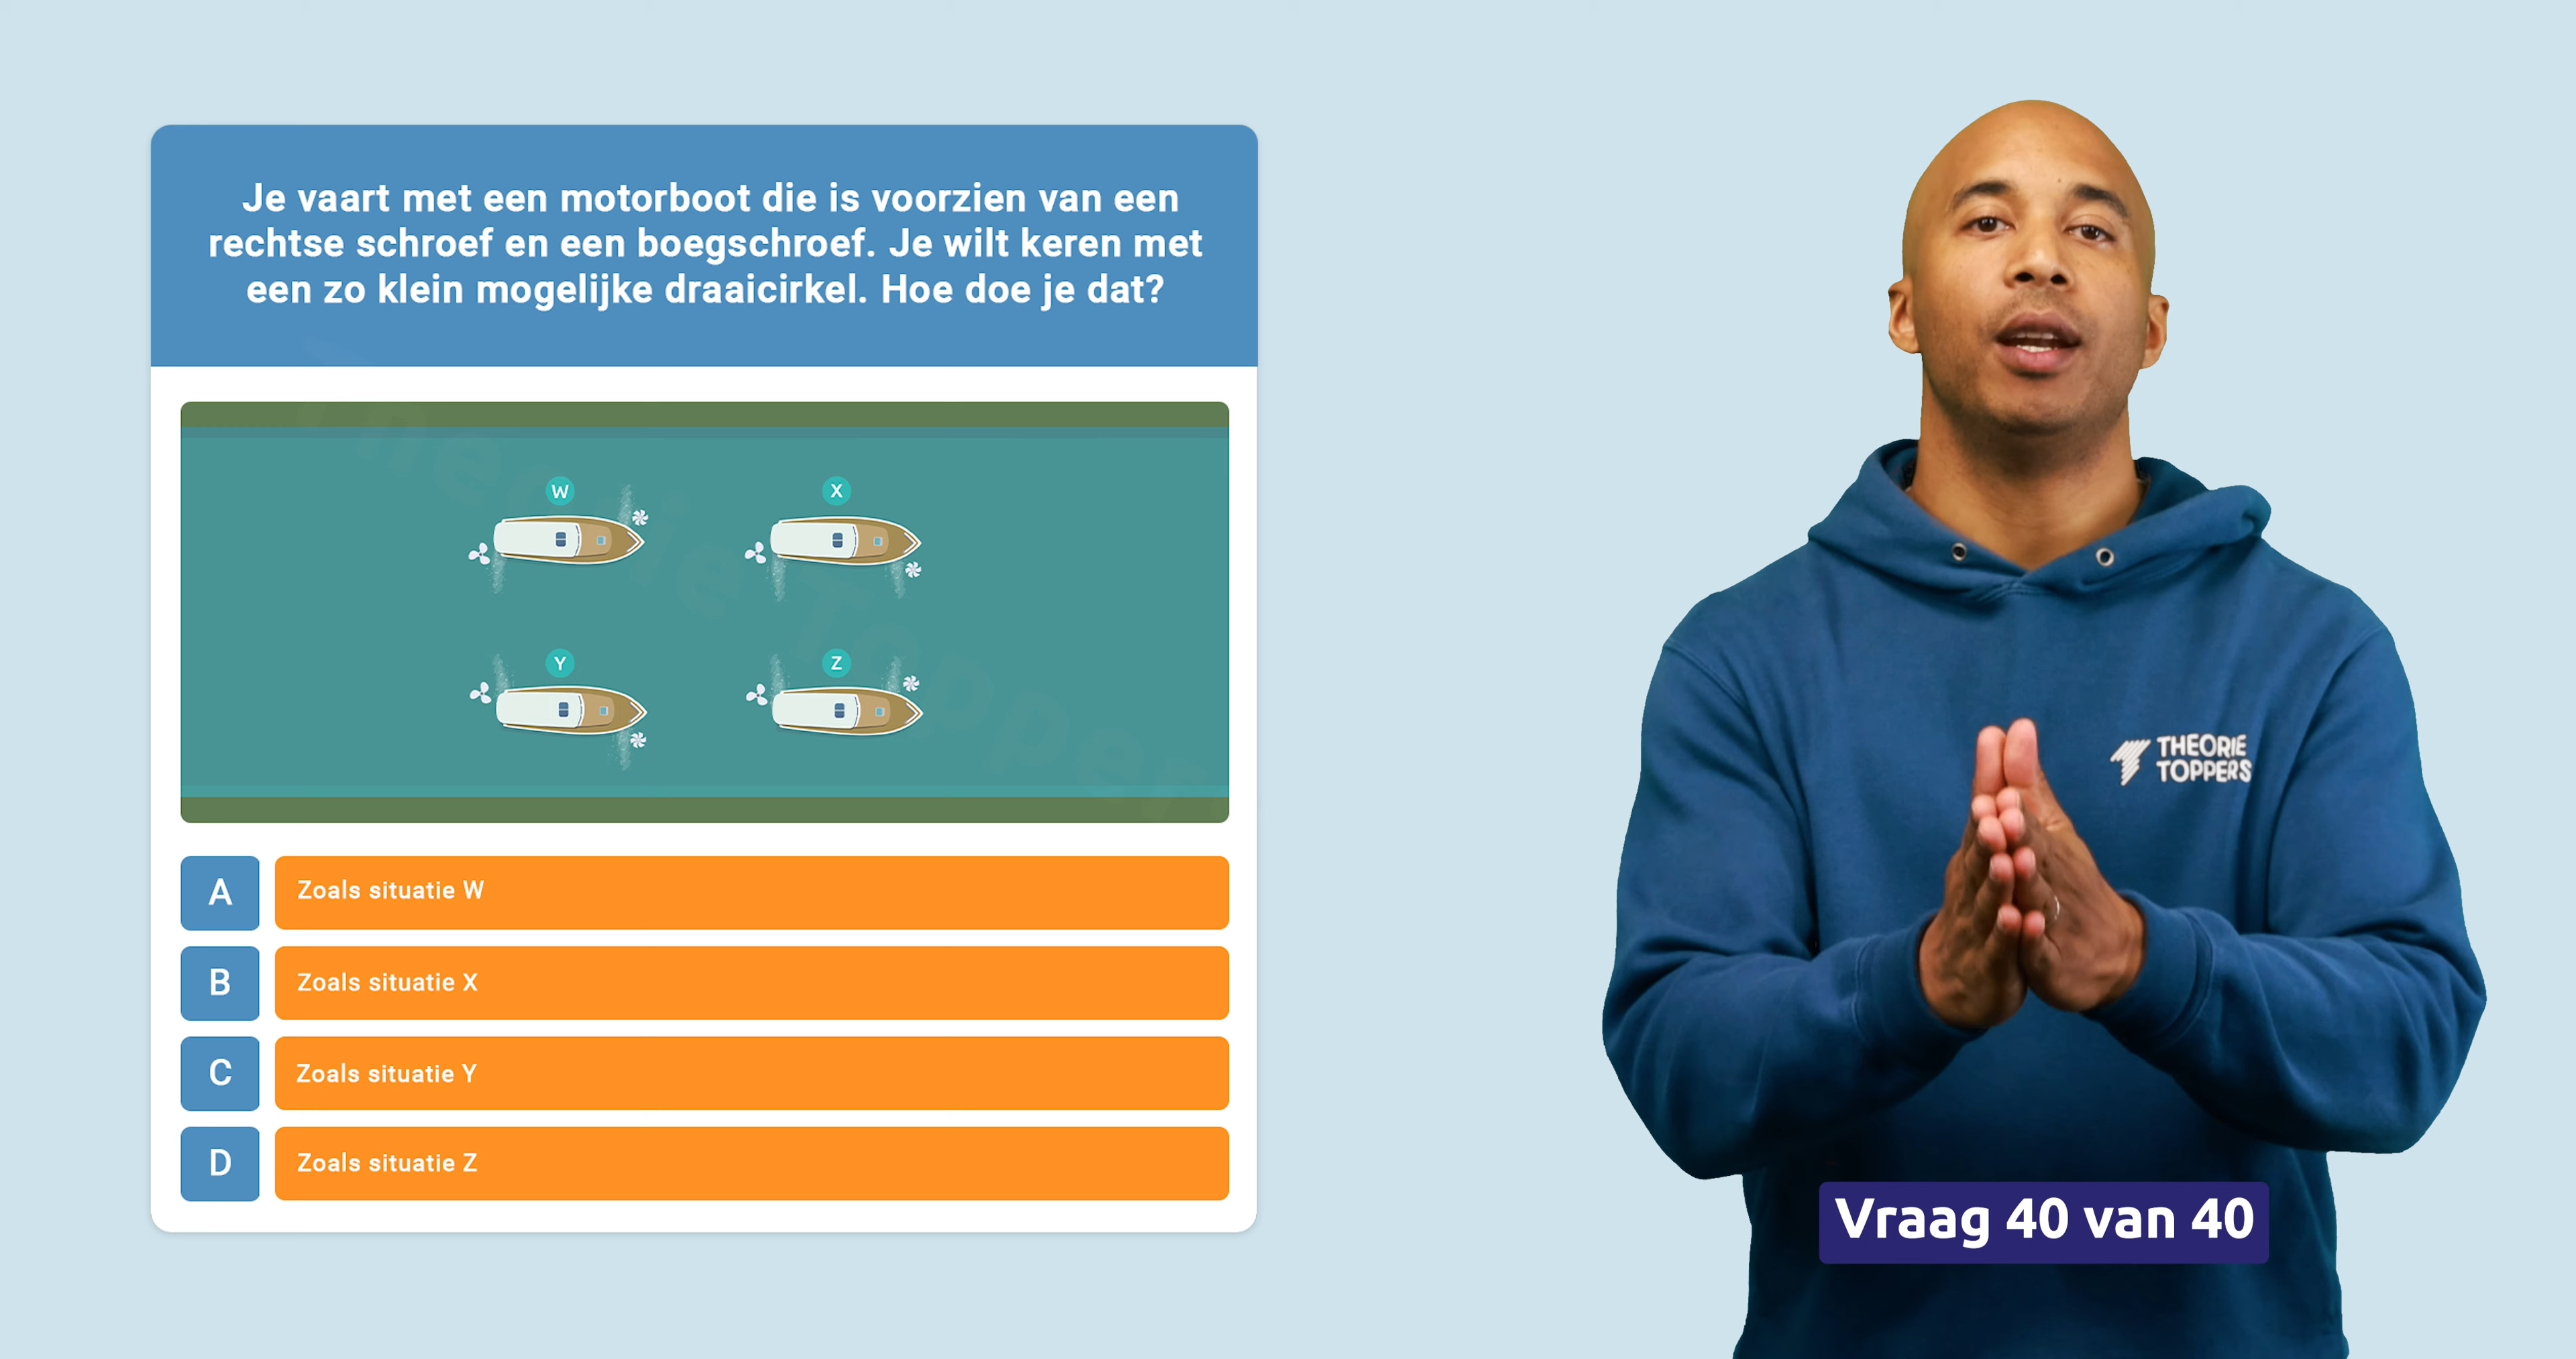 Je vaart met een motorboot die is voorzien van een
rechtse schroef en een boegschroef. Je wilt keren met
een zo klein mogelijke draaicirkel. Hoe doe je dat?
W
X
Y
Z
Theorie Toppers
A
Zoals situatie W
B
Zoals situatie X
C
Zoals situatie Y
D
Zoals situatie Z
THEORIE
TOPPERS
Vraag 40 van 40